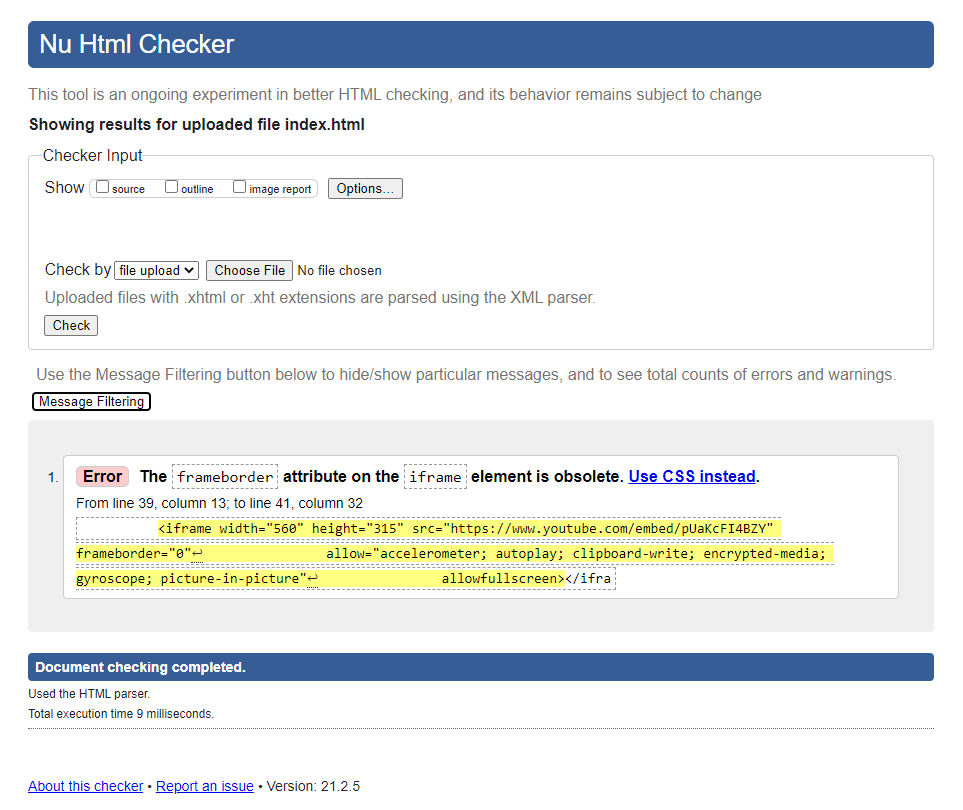 Nu Html Checker
This tool is an ongoing experiment in better HTML checking, and its behavior remains subject to change
Showing results for uploaded file index.html
Checker Input
Show source outline image report Options...
Check by file upload Choose File No file chosen
Uploaded files with .xhtml or .xht extensions are parsed using the XML parser.
Check
Use the Message Filtering button below to hide/show particular messages, and to see total counts of errors and warnings.
Message Filtering
1. Error The frameborder attribute on the iframe element is obsolete. Use CSS instead.
From line 39, column 13; to line 41, column 32
<iframe width="560" height="315" src="https://www.youtube.com/embed/pUaKcFI4BZY"
frameborder="0"↩ allow="accelerometer; autoplay; clipboard-write; encrypted-media;
gyroscope; picture-in-picture"↩ allowfullscreen></ifra
Document checking completed.
Used the HTML parser.
Total execution time 9 milliseconds.
About this checker • Report an issue • Version: 21.2.5